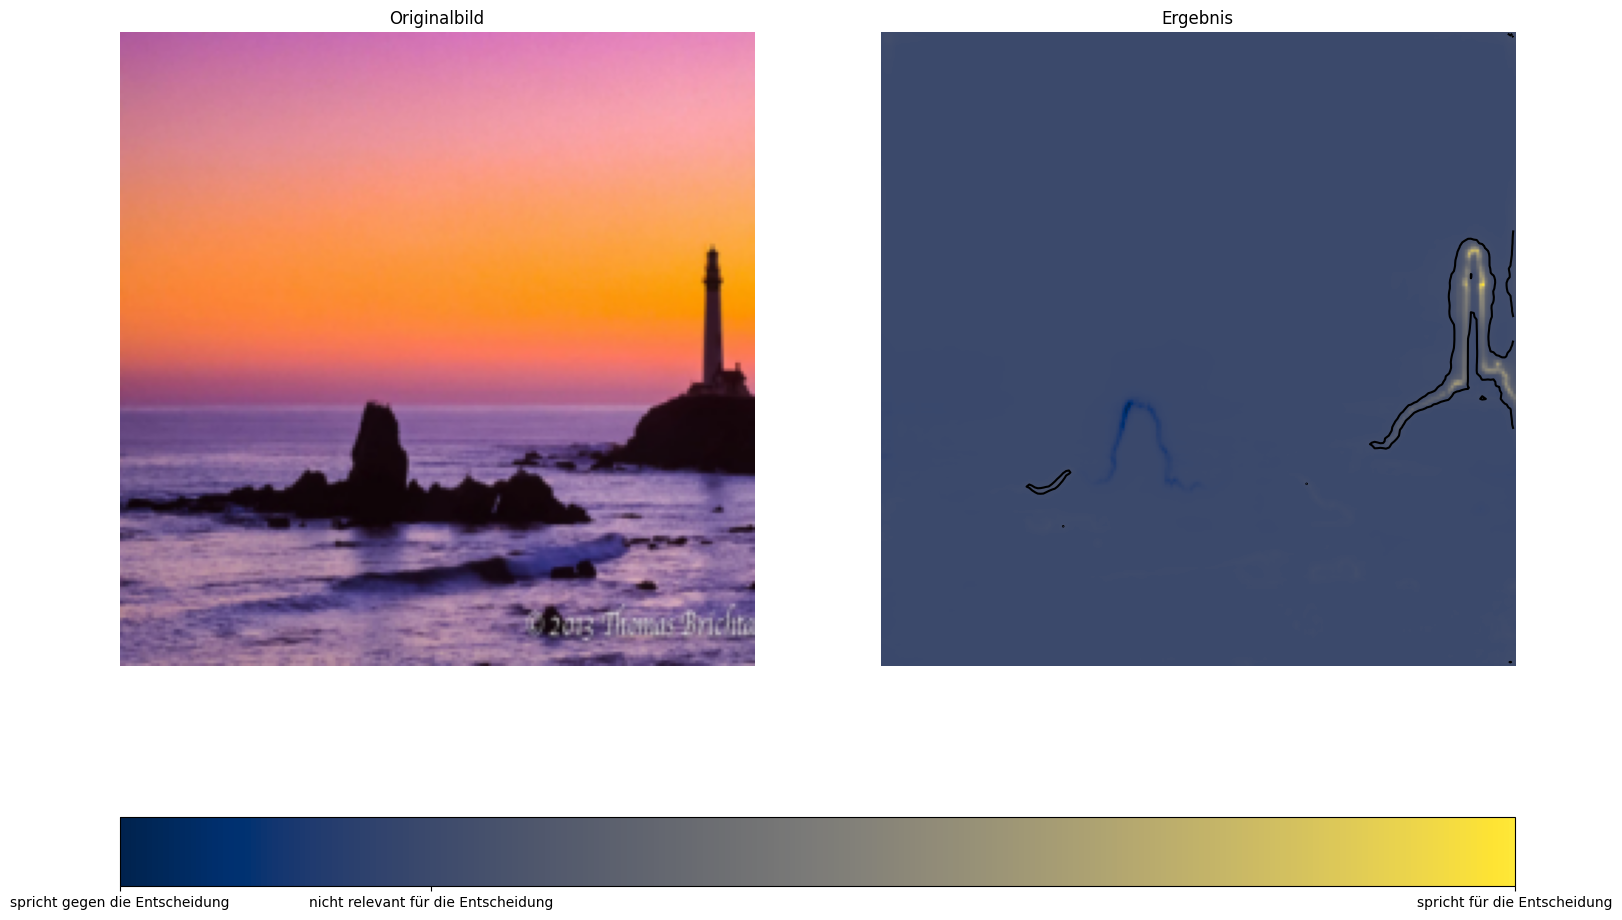 Originalbild
Ergebnis
© 2013 Thomas Brichta
spricht gegen die Entscheidung
nicht relevant für die Entscheidung
spricht für die Entscheidung